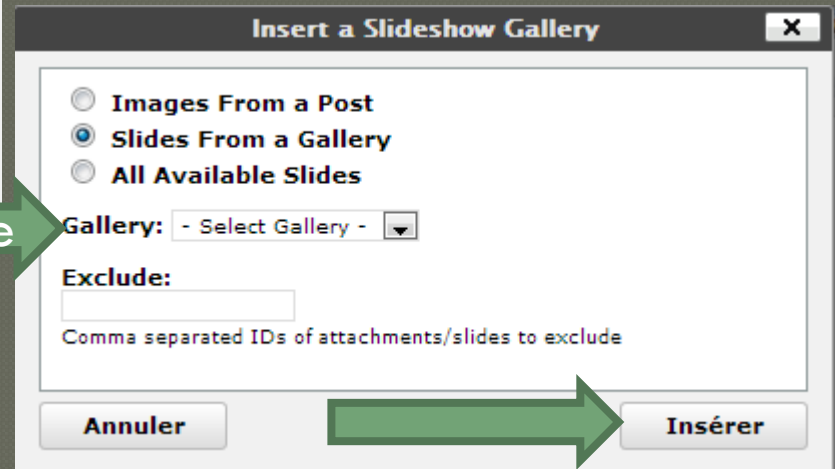 Insert a Slideshow Gallery
Images From a Post
Slides From a Gallery
All Available Slides
e
Gallery: - Select Gallery -
Exclude:
Comma separated IDs of attachments/slides to exclude
Annuler
Insérer